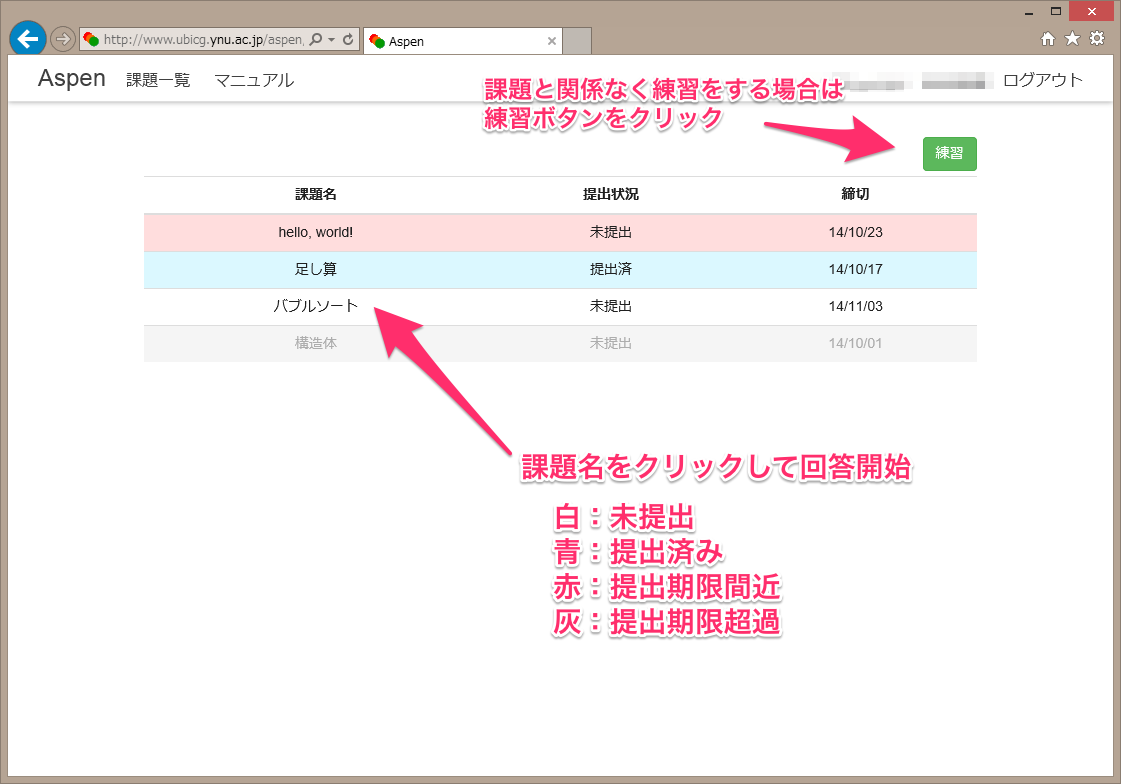 http://www.ubicg.ynu.ac.jp/aspen,
Aspen
Aspen 課題一覧 マニュアル ログアウト
課題と関係なく練習をする場合は
練習ボタンをクリック
練習
課題名 提出状況 締切
hello, world! 未提出 14/10/23
足し算 提出済 14/10/17
バブルソート 未提出 14/11/03
構造体 未提出 14/10/01
課題名をクリックして回答開始
白：未提出
青：提出済み
赤：提出期限間近
灰：提出期限超過